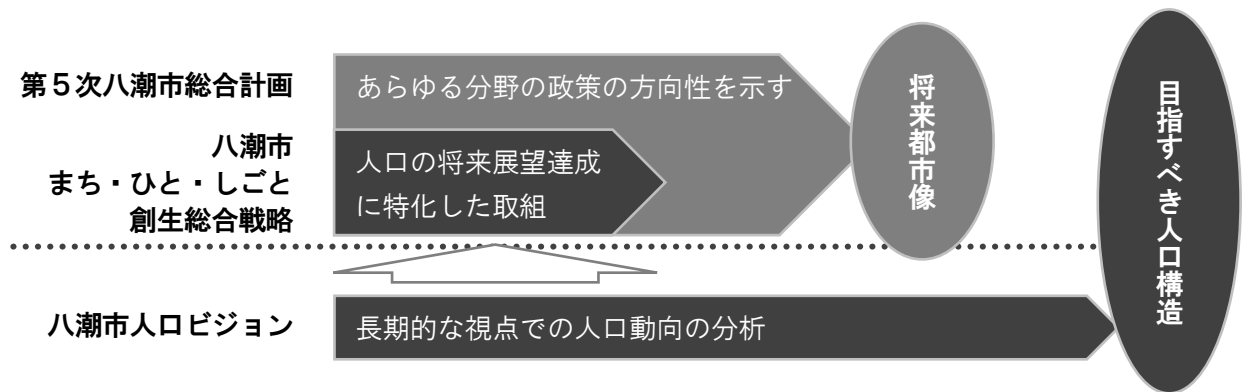 第５次八潮市総合計画
あらゆる分野の政策の方向性を示す
八潮市
まち・ひと・しごと
創生総合戦略
人口の将来展望達成
に特化した取組
将来都市像
目指すべき人口構造
八潮市人口ビジョン
長期的な視点での人口動向の分析